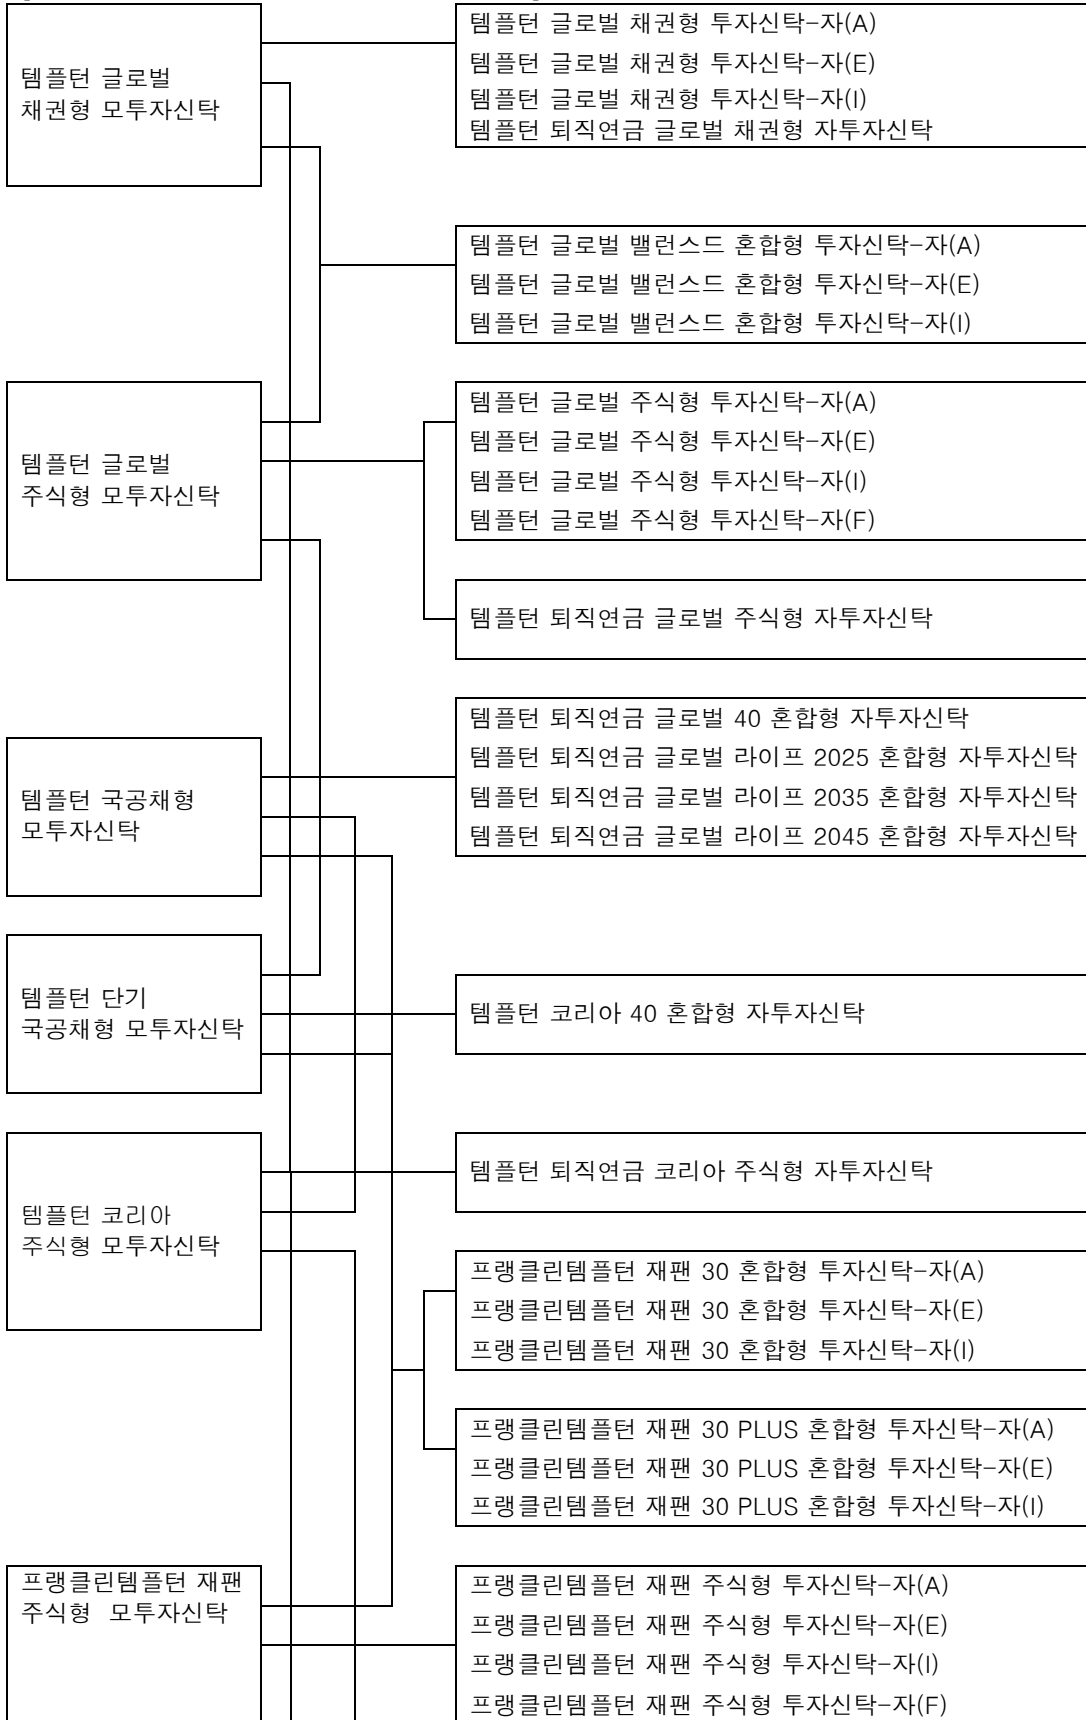 템플턴 글로벌
채권형 모투자신탁
템플턴 글로벌 채권형 투자신탁-자(A)
템플턴 글로벌 채권형 투자신탁-자(E)
템플턴 글로벌 채권형 투자신탁-자(I)
템플턴 퇴직연금 글로벌 채권형 자투자신탁
템플턴 글로벌 밸런스드 혼합형 투자신탁-자(A)
템플턴 글로벌 밸런스드 혼합형 투자신탁-자(E)
템플턴 글로벌 밸런스드 혼합형 투자신탁-자(I)
템플턴 글로벌
주식형 모투자신탁
템플턴 글로벌 주식형 투자신탁-자(A)
템플턴 글로벌 주식형 투자신탁-자(E)
템플턴 글로벌 주식형 투자신탁-자(I)
템플턴 글로벌 주식형 투자신탁-자(F)
템플턴 퇴직연금 글로벌 주식형 자투자신탁
템플턴 국공채형
모투자신탁
템플턴 퇴직연금 글로벌 40 혼합형 자투자신탁
템플턴 퇴직연금 글로벌 라이프 2025 혼합형 자투자신탁
템플턴 퇴직연금 글로벌 라이프 2035 혼합형 자투자신탁
템플턴 퇴직연금 글로벌 라이프 2045 혼합형 자투자신탁
템플턴 단기
국공채형 모투자신탁
템플턴 코리아 40 혼합형 자투자신탁
템플턴 코리아
주식형 모투자신탁
템플턴 퇴직연금 코리아 주식형 자투자신탁
프랭클린템플턴 재팬 30 혼합형 투자신탁-자(A)
프랭클린템플턴 재팬 30 혼합형 투자신탁-자(E)
프랭클린템플턴 재팬 30 혼합형 투자신탁-자(I)
프랭클린템플턴 재팬 30 PLUS 혼합형 투자신탁-자(A)
프랭클린템플턴 재팬 30 PLUS 혼합형 투자신탁-자(E)
프랭클린템플턴 재팬 30 PLUS 혼합형 투자신탁-자(I)
프랭클린템플턴 재팬
주식형 모투자신탁
프랭클린템플턴 재팬 주식형 투자신탁-자(A)
프랭클린템플턴 재팬 주식형 투자신탁-자(E)
프랭클린템플턴 재팬 주식형 투자신탁-자(I)
프랭클린템플턴 재팬 주식형 투자신탁-자(F)